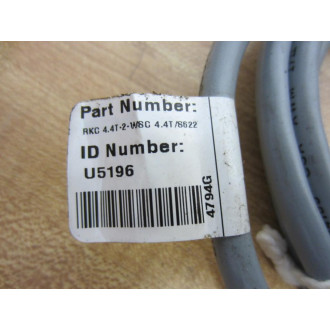 Part Number:
RKC 4.4T-2-WSC 4.4T/S622
ID Number:
U5196
4794G